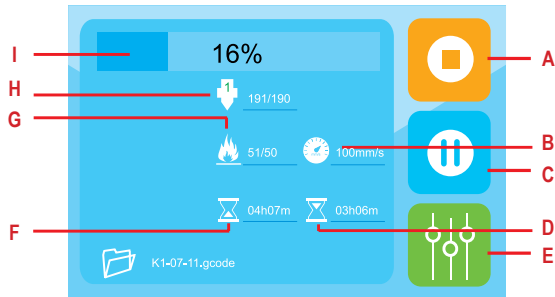 I
16%
A
H
1
191/190
G
51/50
100mm/s
B
C
F
04h07m
03h06m
D
E
K1-07-11.gcode